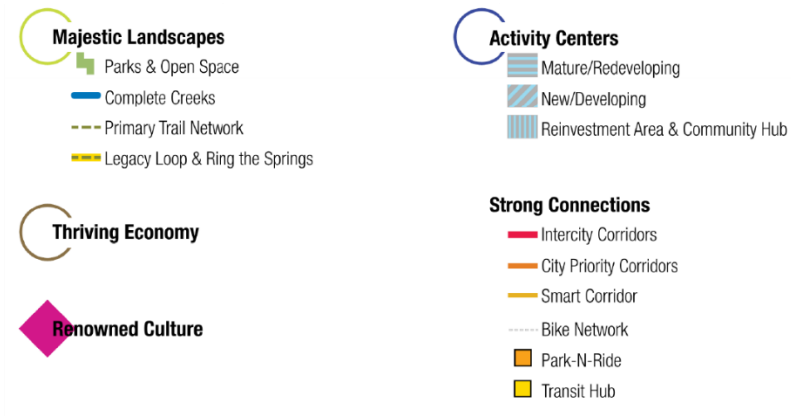 Majestic Landscapes
Parks & Open Space
Complete Creeks
Primary Trail Network
Legacy Loop & Ring the Springs
Thriving Economy
Renowned Culture
Activity Centers
Mature/Redeveloping
New/Developing
Reinvestment Area & Community Hub
Strong Connections
Intercity Corridors
City Priority Corridors
Smart Corridor
Bike Network
Park-N-Ride
Transit Hub